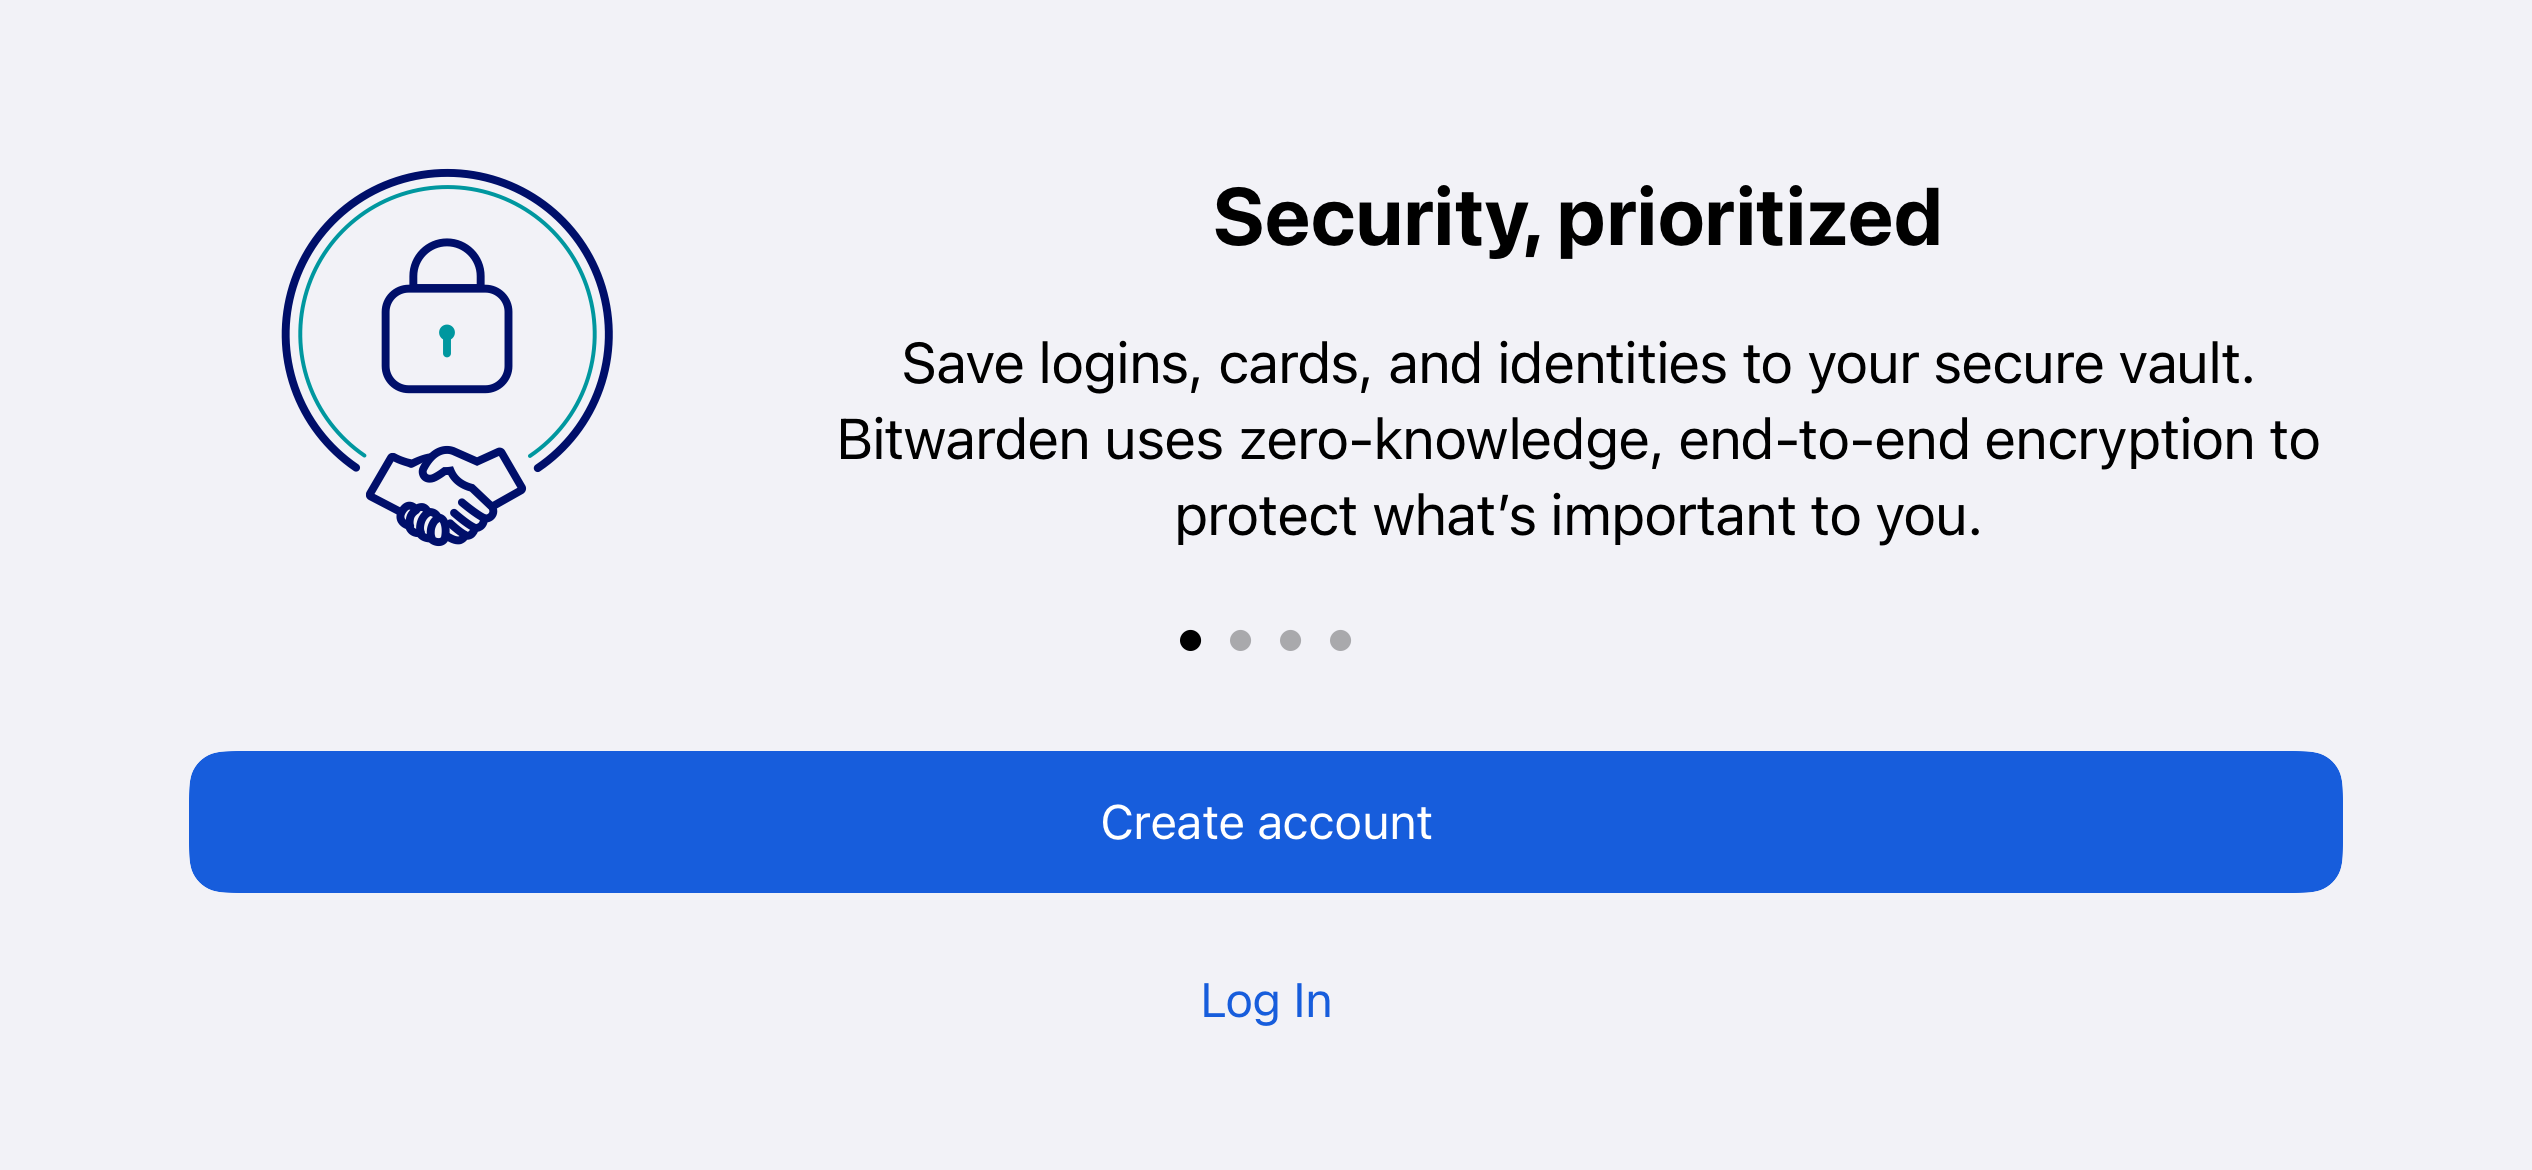 Security, prioritized
Save logins, cards, and identities to your secure vault.
Bitwarden uses zero-knowledge, end-to-end encryption to
protect what’s important to you.
Create account
Log In